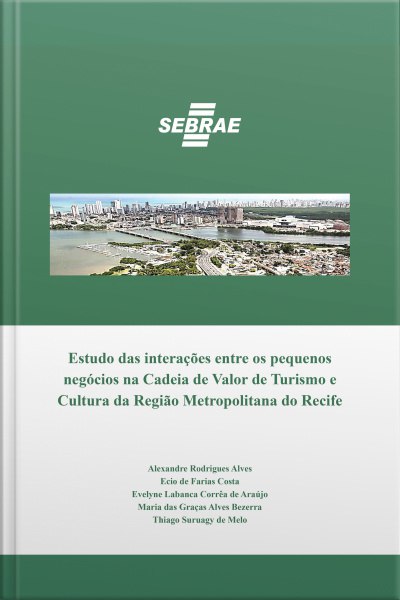 SEBRAE
Estudo das interações entre os pequenos
negócios na Cadeia de Valor de Turismo e
Cultura da Região Metropolitana do Recife
Alexandre Rodrigues Alves
Ecio de Farias Costa
Evelyne Labanca Corrêa de Araújo
Maria das Graças Alves Bezerra
Thiago Suruagy de Melo